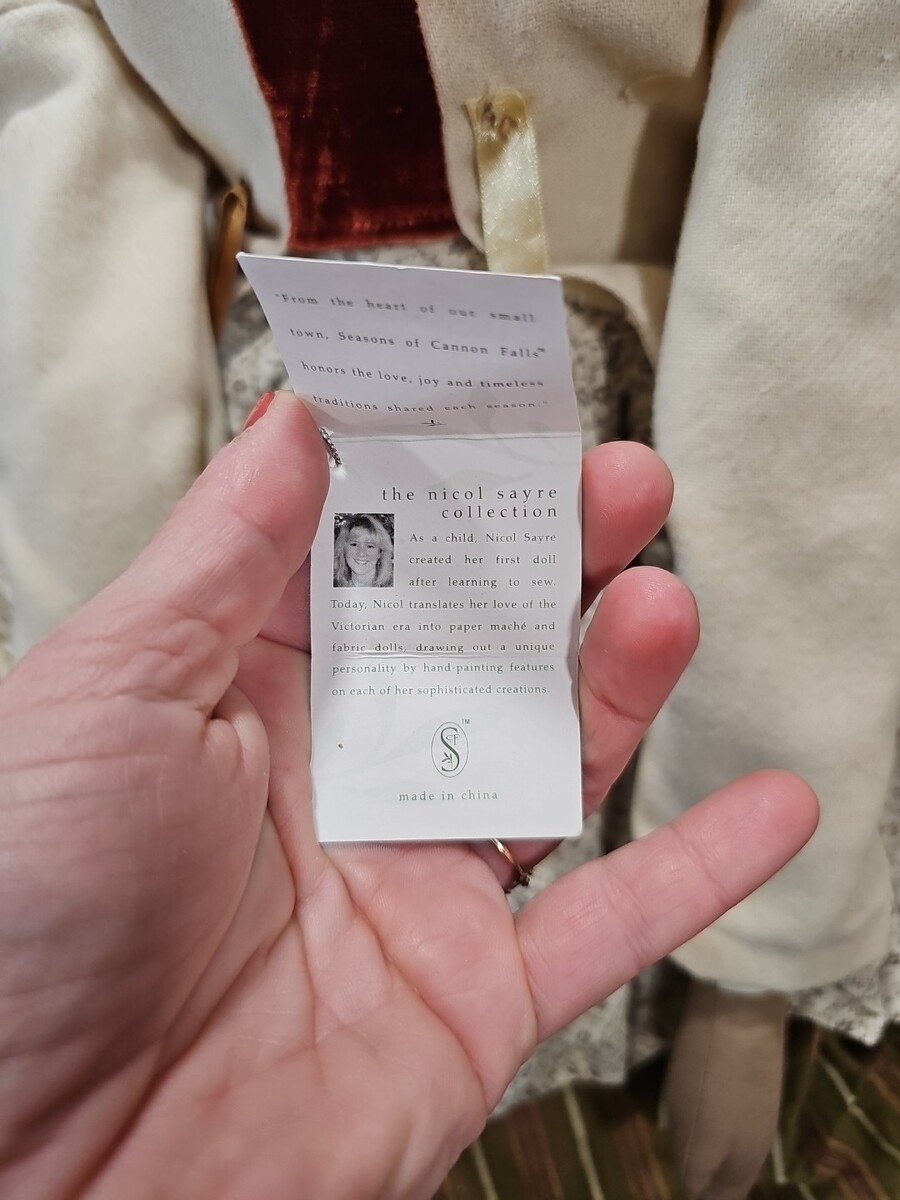 "From the heart of our small
town, Seasons of Cannon Falls™
honors the love, joy and timeless
traditions shared each season."
the nicol sayre
collection
As a child, Nicol Sayre
created her first doll
after learning to sew.
Today, Nicol translates her love of the
Victorian era into paper maché and
fabric dolls, drawing out a unique
personality by hand-painting features
on each of her sophisticated creations.
SCF™
made in china